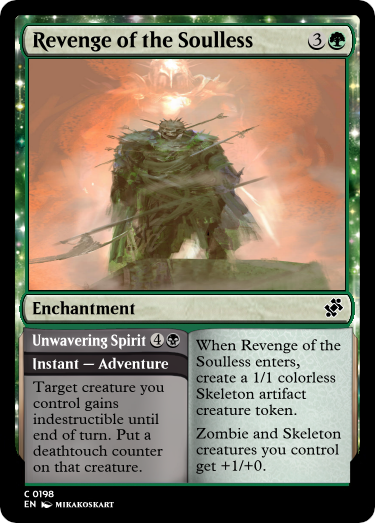 Revenge of the Soulless 3
Enchantment
Unwavering Spirit 4
Instant — Adventure
Target creature you
control gains
indestructible until
end of turn. Put a
deathtouch counter
on that creature.
When Revenge of the
Soulless enters,
create a 1/1 colorless
Skeleton artifact
creature token.
Zombie and Skeleton
creatures you control
get +1/+0.
C 0198
EN MIKAKOSKART